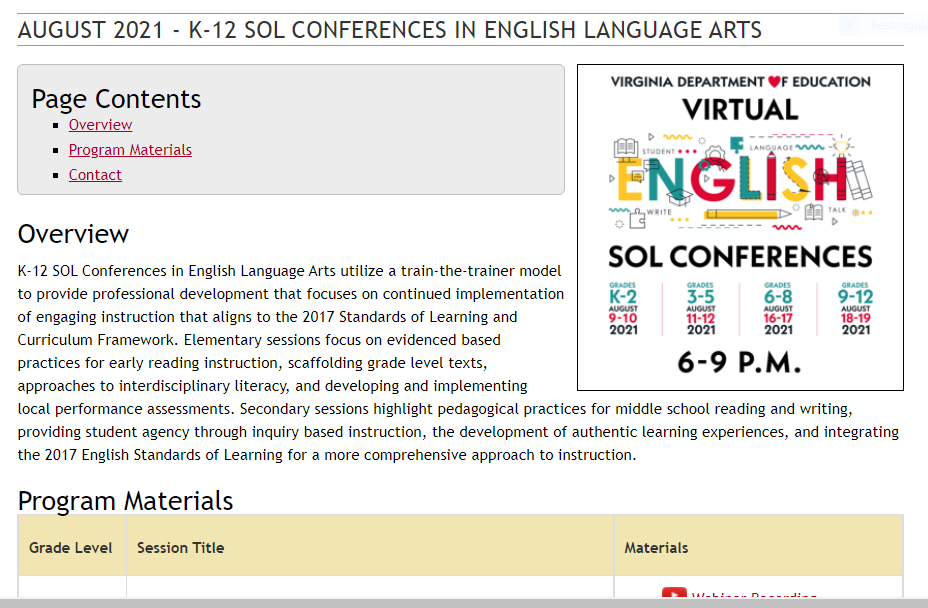 AUGUST 2021 - K-12 SOL CONFERENCES IN ENGLISH LANGUAGE ARTS
Page Contents
Overview
Program Materials
Contact
VIRGINIA DEPARTMENT OF EDUCATION
VIRTUAL
STUDENT
LANGUAGE
ENGLISH
WRITE
TALK
SOL CONFERENCES
GRADES K-2 AUGUST 9-10 2021
GRADES 3-5 AUGUST 11-12 2021
GRADES 6-8 AUGUST 16-17 2021
GRADES 9-12 AUGUST 18-19 2021
6-9 P.M.
Overview
K-12 SOL Conferences in English Language Arts utilize a train-the-trainer model
to provide professional development that focuses on continued implementation
of engaging instruction that aligns to the 2017 Standards of Learning and
Curriculum Framework. Elementary sessions focus on evidenced based
practices for early reading instruction, scaffolding grade level texts,
approaches to interdisciplinary literacy, and developing and implementing
local performance assessments. Secondary sessions highlight pedagogical practices for middle school reading and writing,
providing student agency through inquiry based instruction, the development of authentic learning experiences, and integrating
the 2017 English Standards of Learning for a more comprehensive approach to instruction.
Program Materials
Grade Level Session Title Materials
Webinar Recording